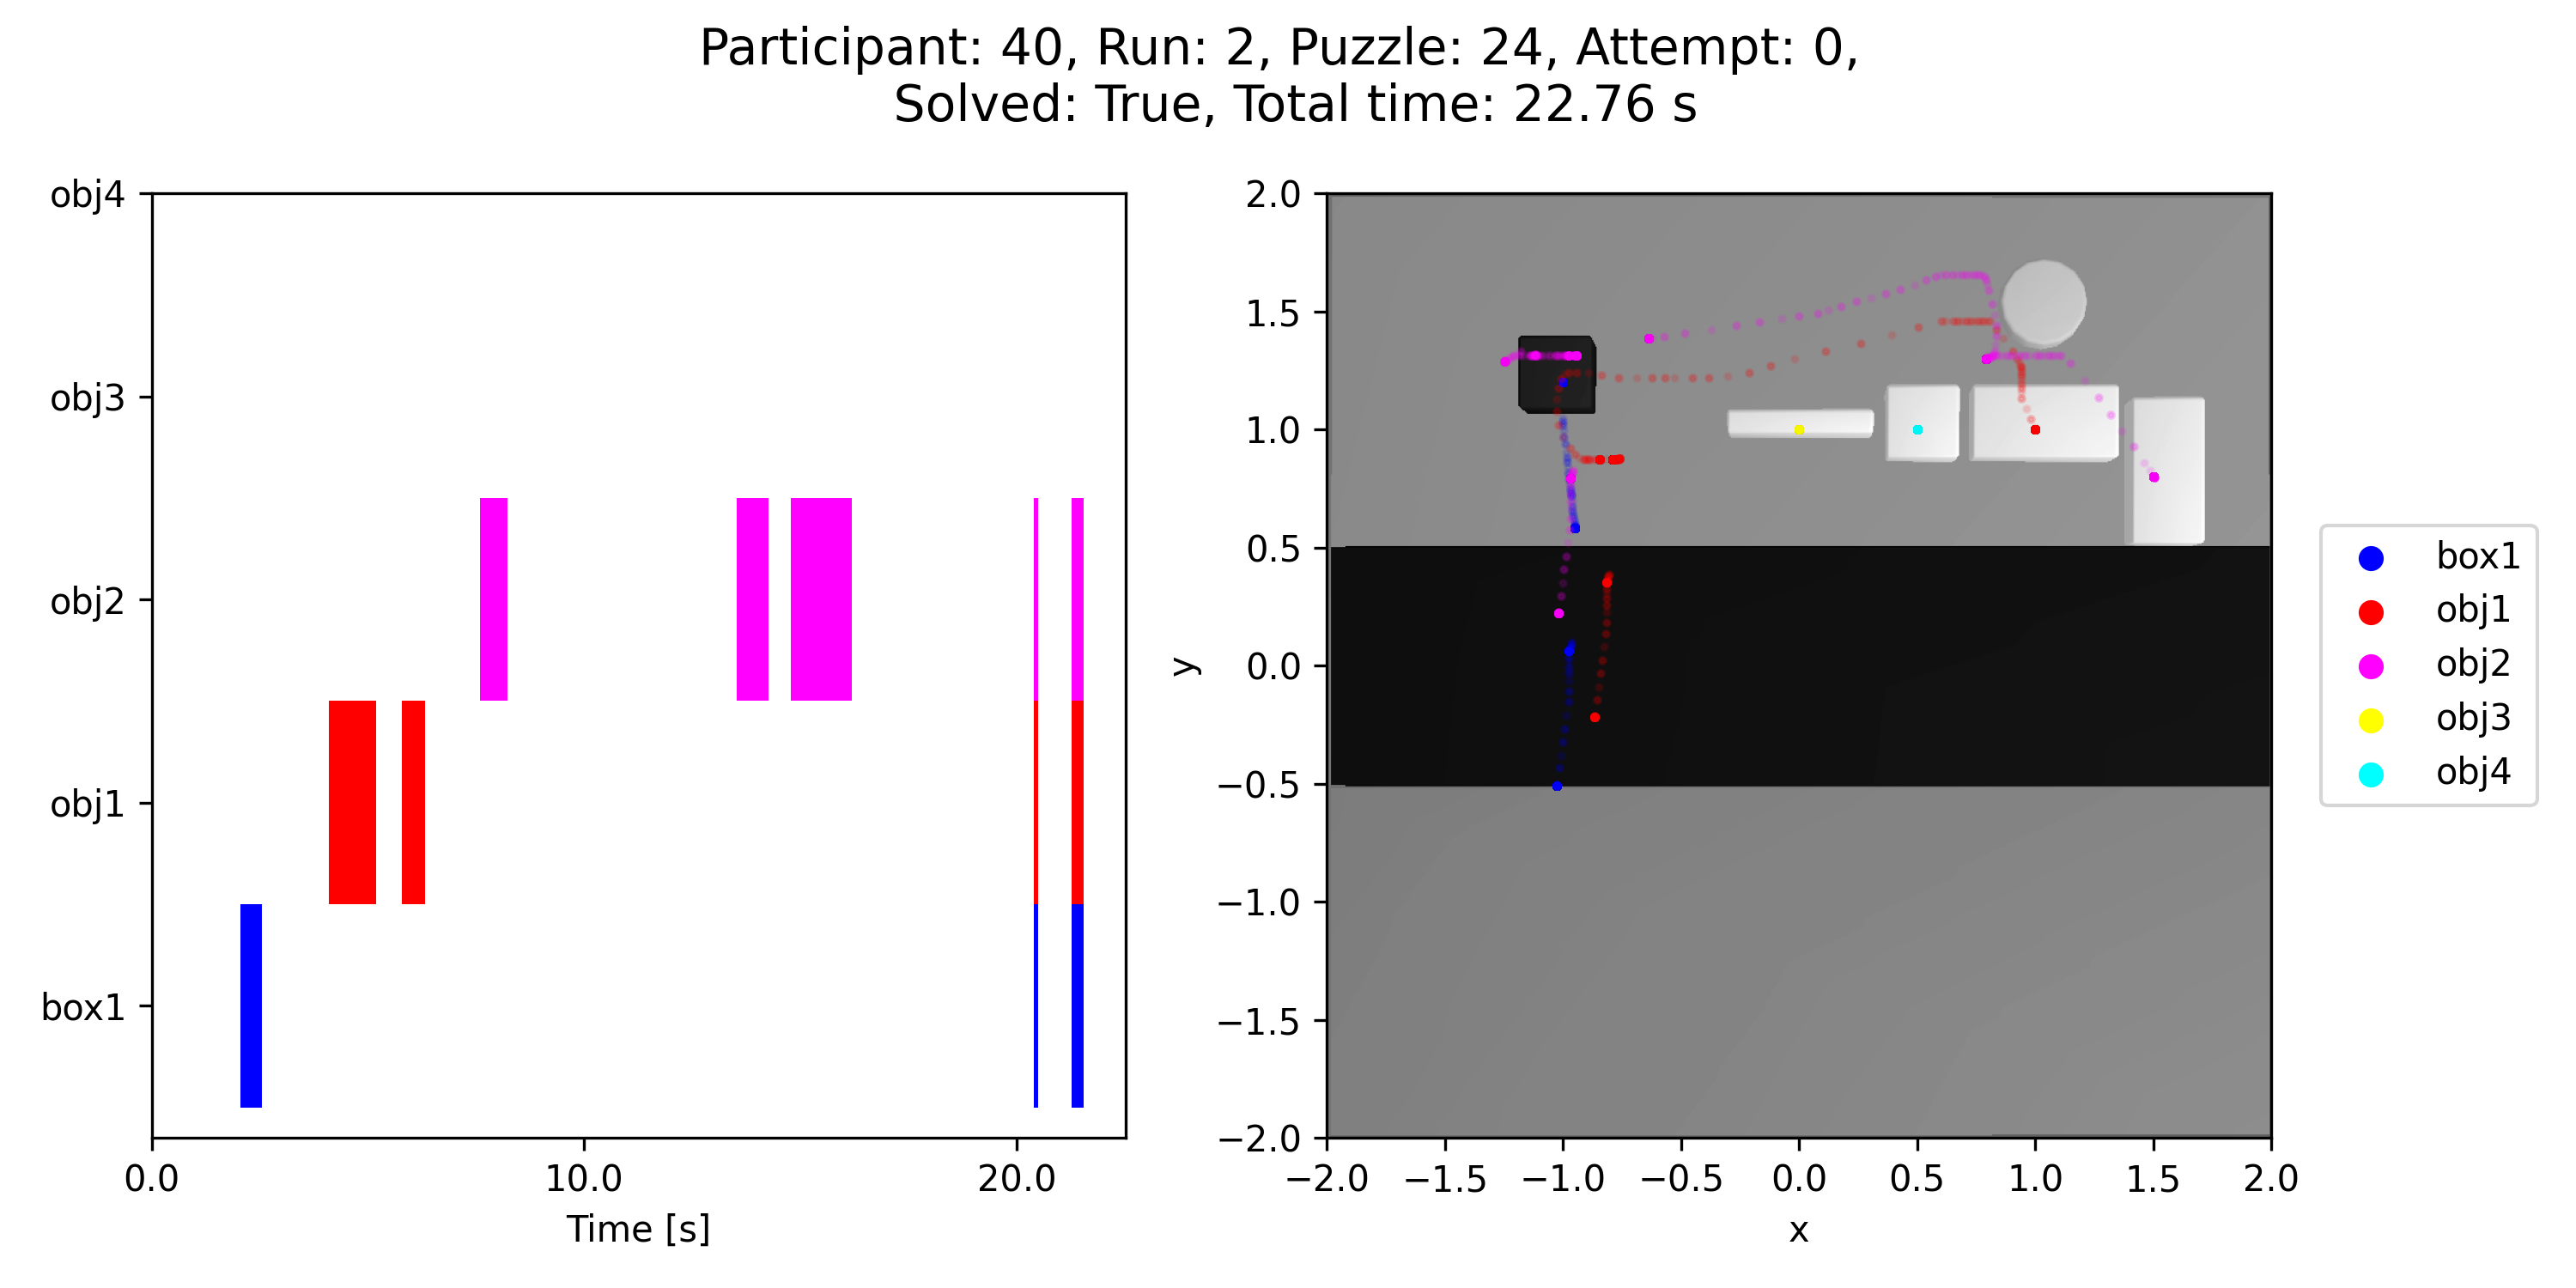 Participant: 40, Run: 2, Puzzle: 24, Attempt: 0,
Solved: True, Total time: 22.76 s
obj4
obj3
obj2
obj1
box1
0.0 10.0 20.0
Time [s]
2.0
1.5
1.0
0.5
0.0
−0.5
−1.0
−1.5
−2.0
y
−2.0 −1.5 −1.0 −0.5 0.0 0.5 1.0 1.5 2.0
x
box1
obj1
obj2
obj3
obj4